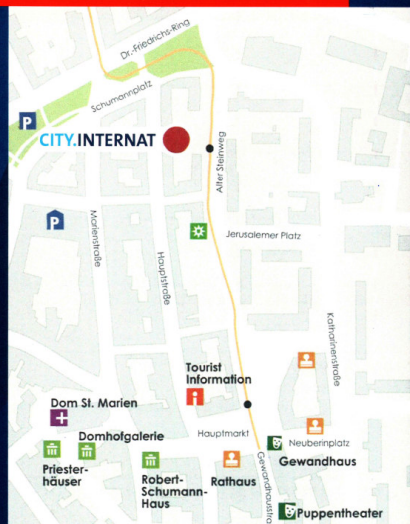 Dr.-Friedrichs-Ring
Schumannplatz
P
CITY.INTERNAT
Alter Steinweg
P
Marienstraße
Hauptstraße
Jerusalemer Platz
Katharinenstraße
Tourist
Information
i
Dom St. Marien
Hauptmarkt
Neuberinplatz
Domhofgalerie
Gewandhaus
Priester-
häuser
Robert-
Schumann-
Haus
Rathaus
Gewandhausstra
Puppentheater